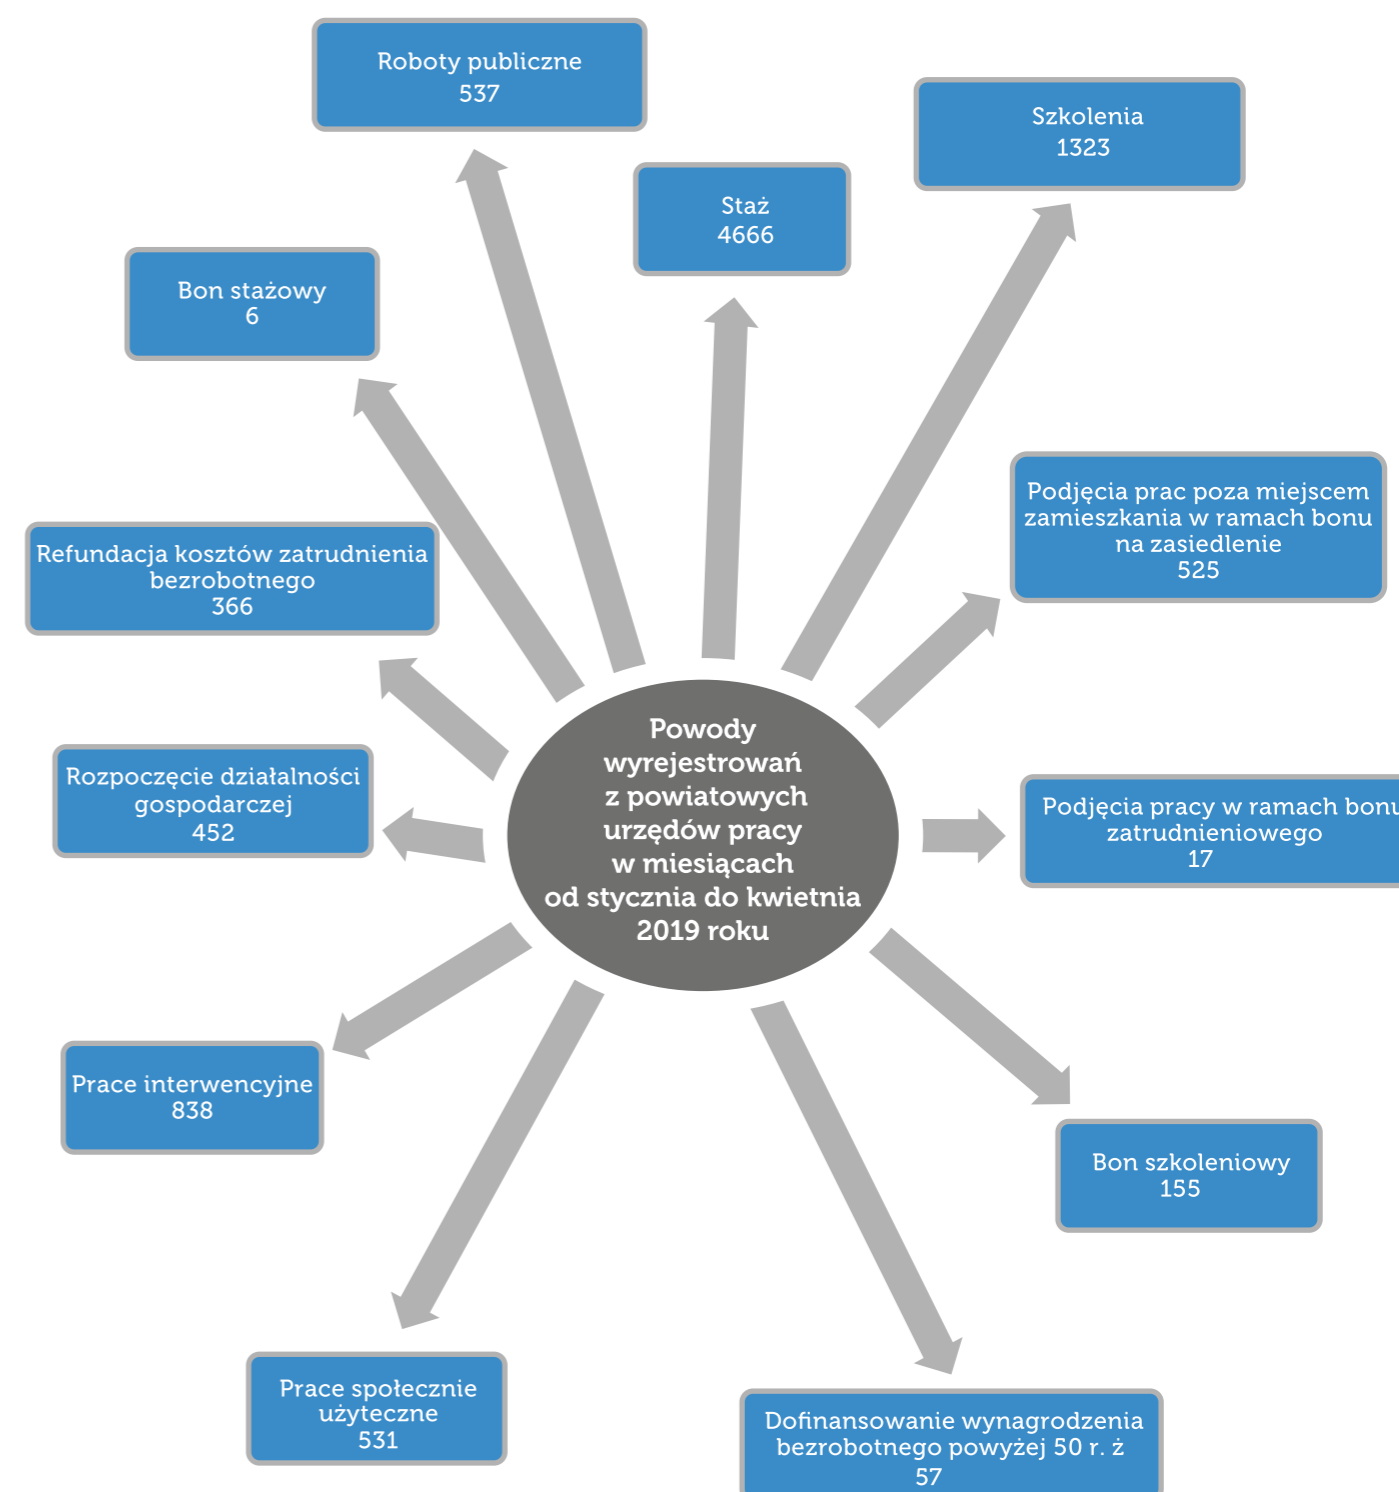 Roboty publiczne
537
Szkolenia
1323
Staż
4666
Bon stażowy
6
Podjęcia prac poza miejscem
zamieszkania w ramach bonu
na zasiedlenie
525
Refundacja kosztów zatrudnienia
bezrobotnego
366
Powody
wyrejestrowań
z powiatowych
urzędów pracy
w miesiącach
od stycznia do kwietnia
2019 roku
Rozpoczęcie działalności
gospodarczej
452
Podjęcia pracy w ramach bonu
zatrudnieniowego
17
Prace interwencyjne
838
Bon szkoleniowy
155
Prace społecznie
użyteczne
531
Dofinansowanie wynagrodzenia
bezrobotnego powyżej 50 r. ż
57